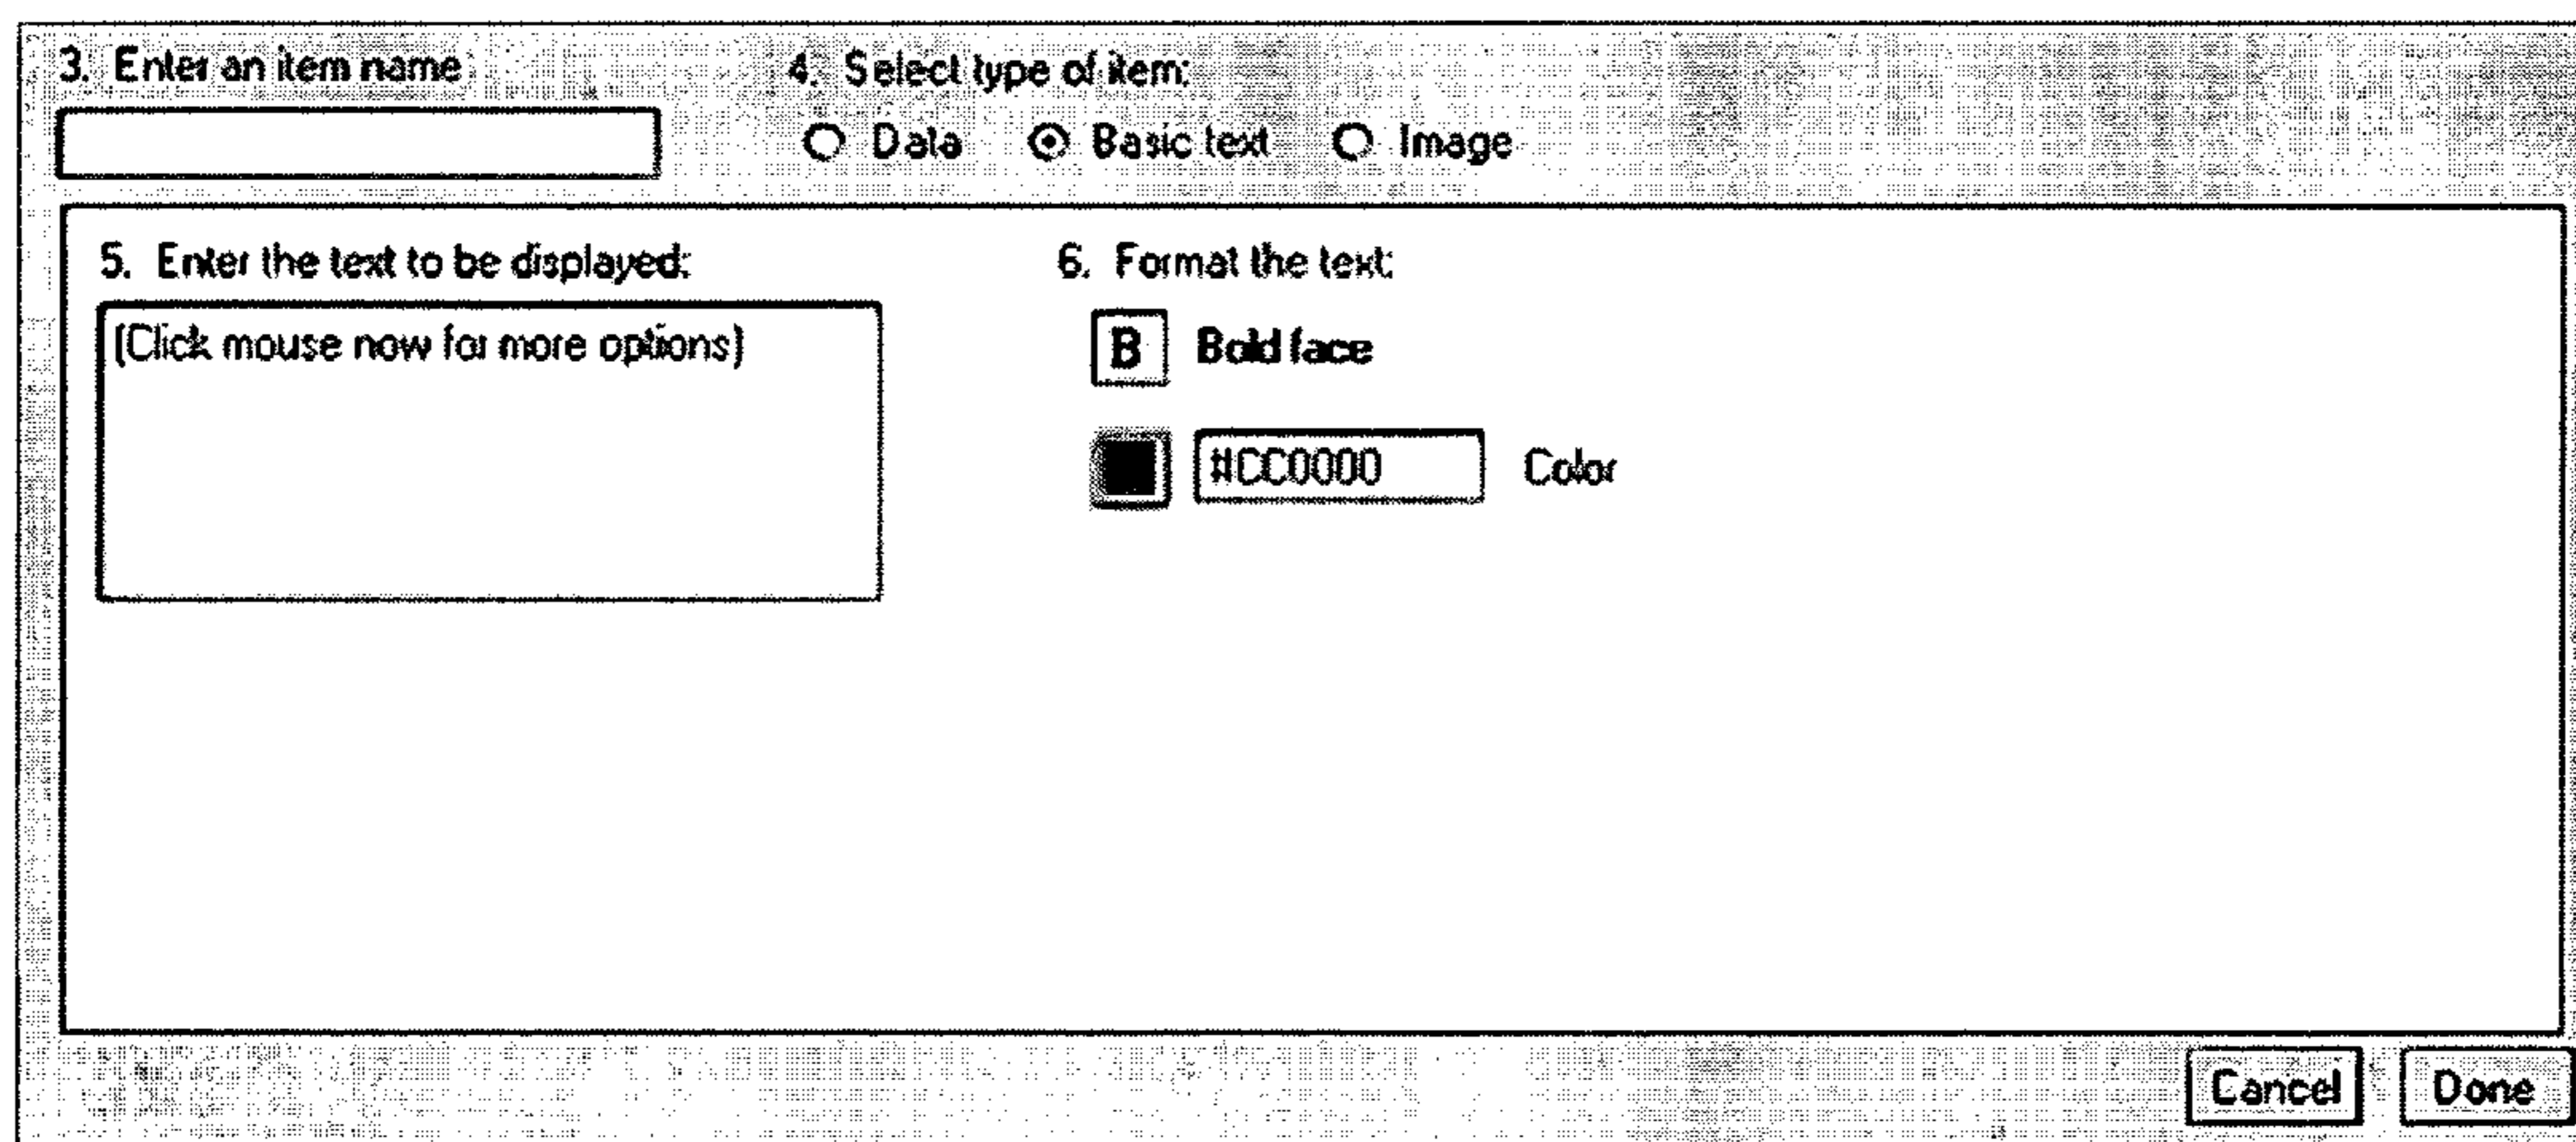 3. Enter an item name
4. Select type of item:
Data Basic text Image
5. Enter the text to be displayed:
(Click mouse now for more options)
6. Format the text:
B Bold face
#CC0000 Color
Cancel Done